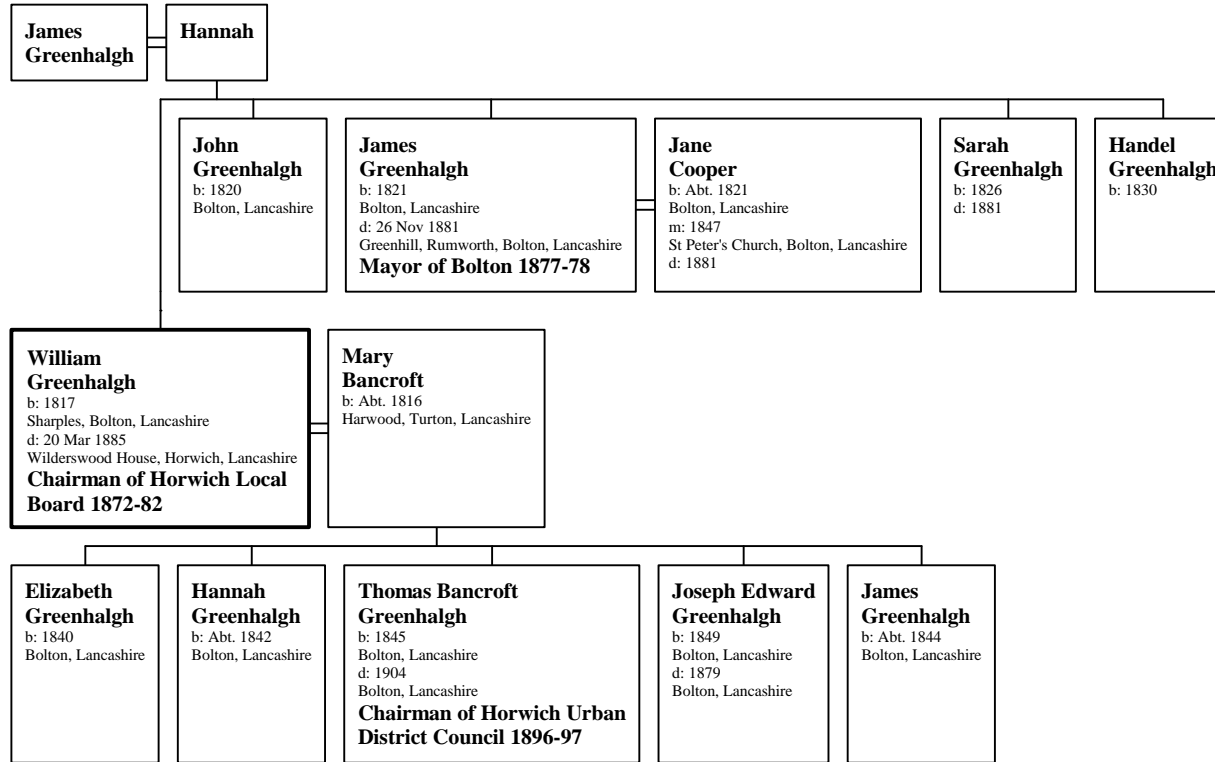 James
Greenhalgh
Hannah
John
Greenhalgh
b: 1820
Bolton, Lancashire
James
Greenhalgh
b: 1821
Bolton, Lancashire
d: 26 Nov 1881
Greenhill, Rumworth, Bolton, Lancashire
Mayor of Bolton 1877-78
Jane
Cooper
b: Abt. 1821
Bolton, Lancashire
m: 1847
St Peter's Church, Bolton, Lancashire
d: 1881
Sarah
Greenhalgh
b: 1826
d: 1881
Handel
Greenhalgh
b: 1830
William
Greenhalgh
b: 1817
Sharples, Bolton, Lancashire
d: 20 Mar 1885
Wilderswood House, Horwich, Lancashire
Chairman of Horwich Local
Board 1872-82
Mary
Bancroft
b: Abt. 1816
Harwood, Turton, Lancashire
Elizabeth
Greenhalgh
b: 1840
Bolton, Lancashire
Hannah
Greenhalgh
b: Abt. 1842
Bolton, Lancashire
Thomas Bancroft
Greenhalgh
b: 1845
Bolton, Lancashire
d: 1904
Bolton, Lancashire
Chairman of Horwich Urban
District Council 1896-97
Joseph Edward
Greenhalgh
b: 1849
Bolton, Lancashire
d: 1879
Bolton, Lancashire
James
Greenhalgh
b: Abt. 1844
Bolton, Lancashire